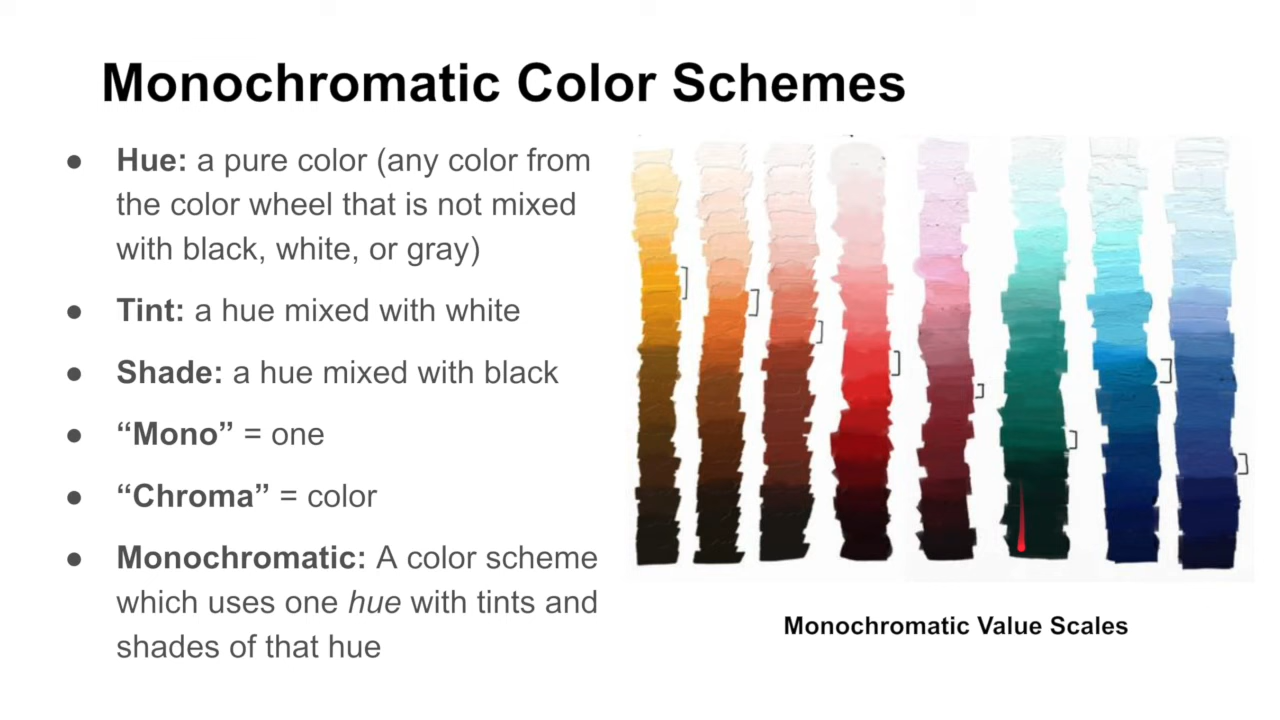 Monochromatic Color Schemes
● Hue: a pure color (any color from
the color wheel that is not mixed
with black, white, or gray)
● Tint: a hue mixed with white
● Shade: a hue mixed with black
● “Mono” = one
● “Chroma” = color
● Monochromatic: A color scheme
which uses one hue with tints and
shades of that hue
Monochromatic Value Scales